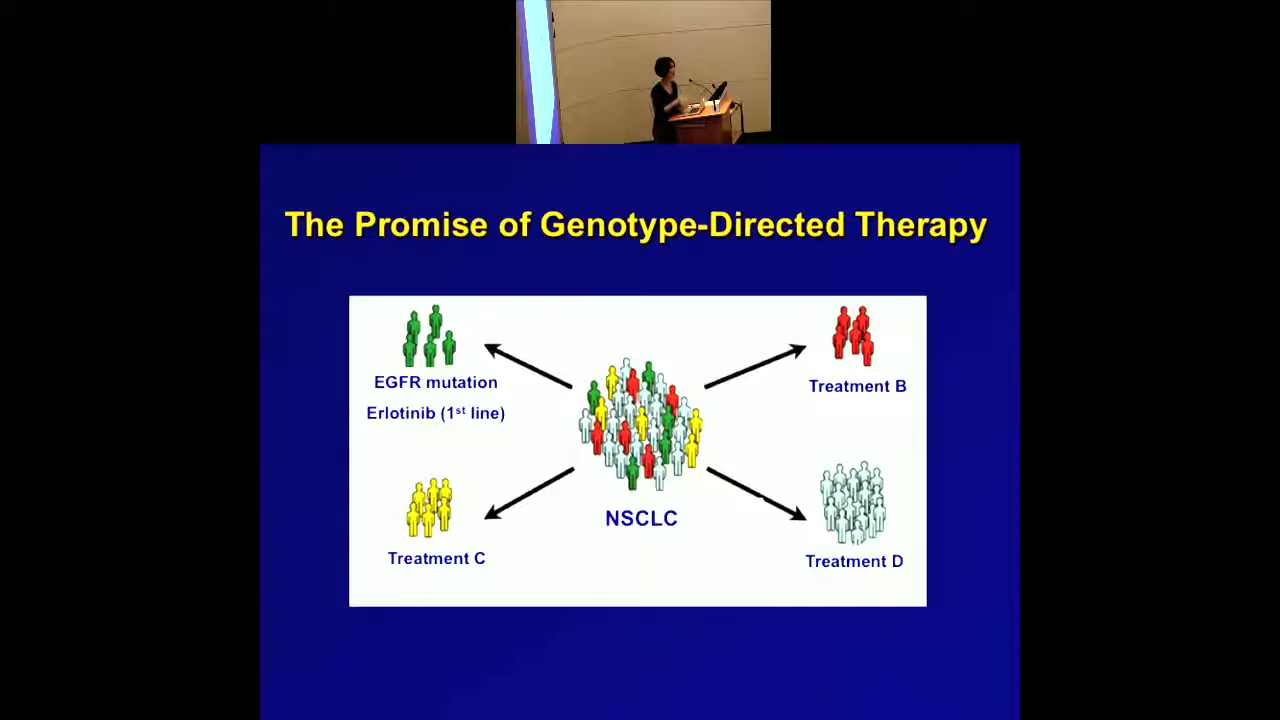 The Promise of Genotype-Directed Therapy
EGFR mutation
Erlotinib (1st line)
Treatment B
NSCLC
Treatment C
Treatment D